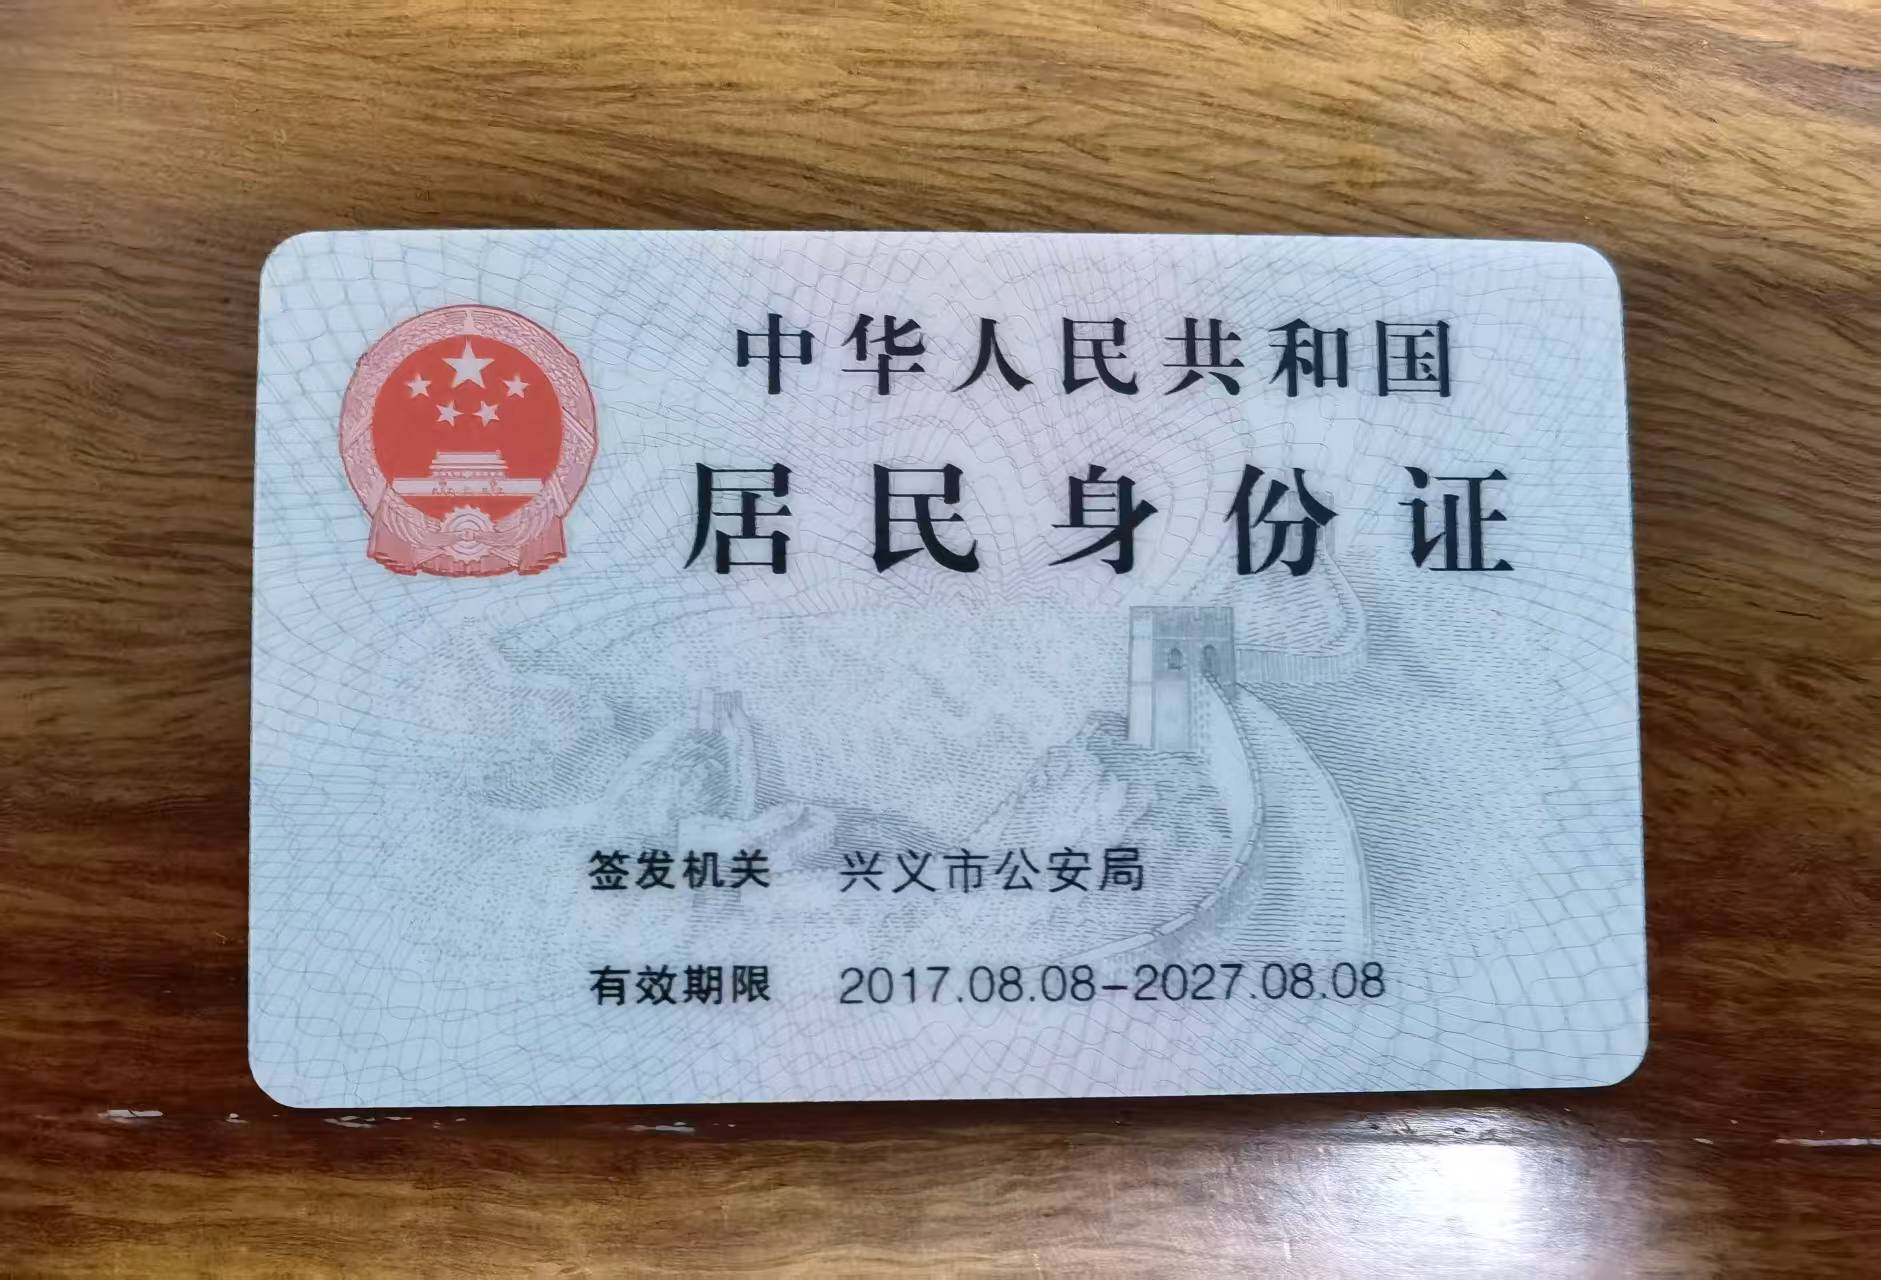 中华人民共和国
居民身份证
签发机关 兴义市公安局
有效期限 2017.08.08-2027.08.08